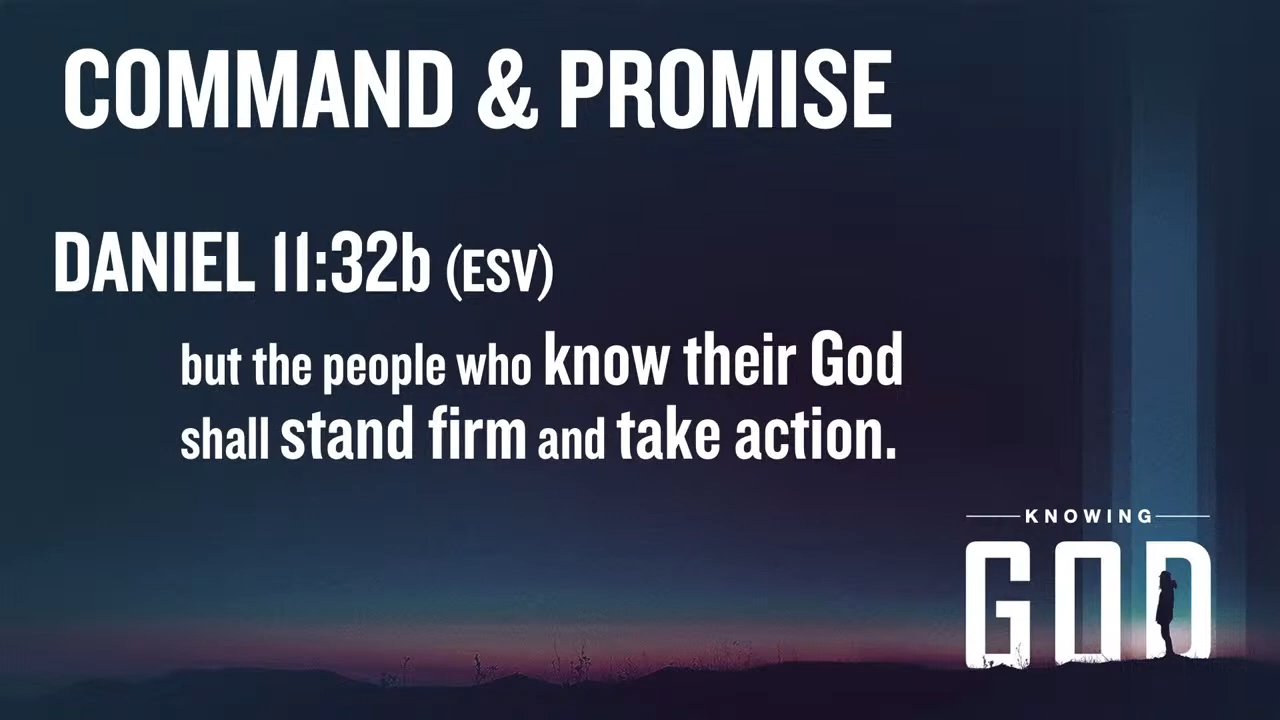 COMMAND & PROMISE
DANIEL 11:32b (ESV)
but the people who know their God
shall stand firm and take action.
KNOWING
GOD